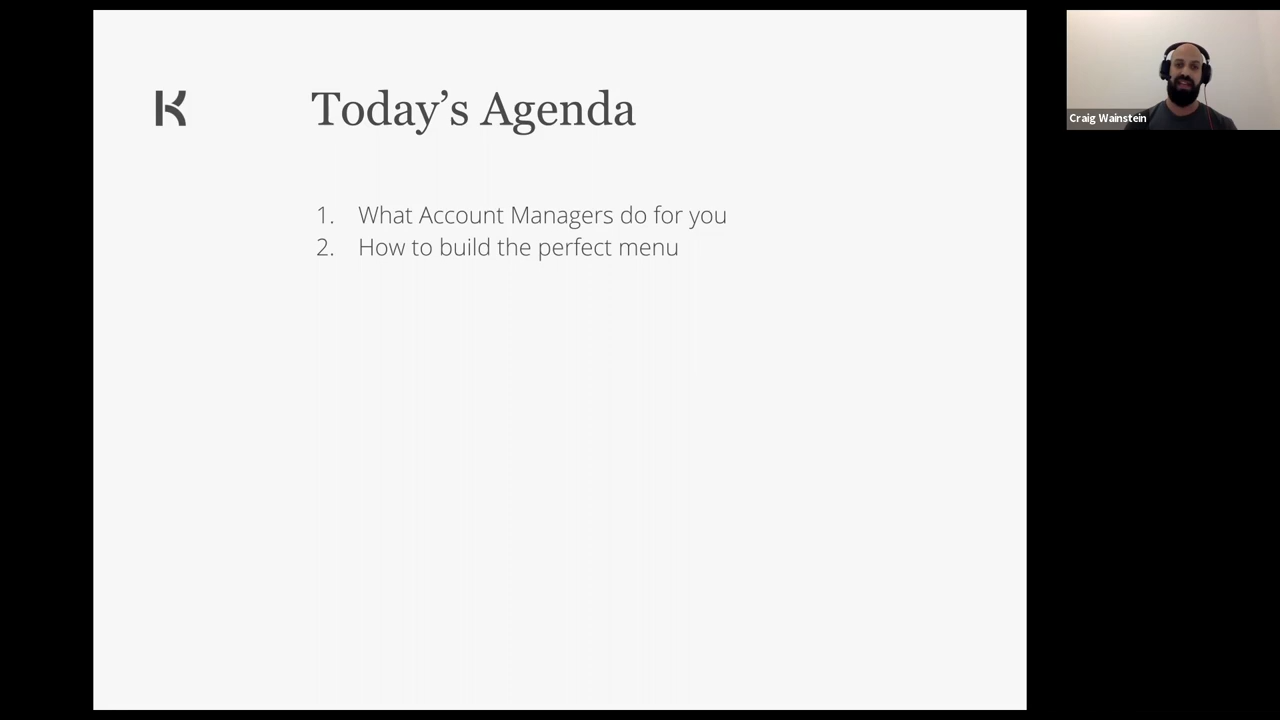 Today's Agenda
1. What Account Managers do for you
2. How to build the perfect menu
Craig Wainstein